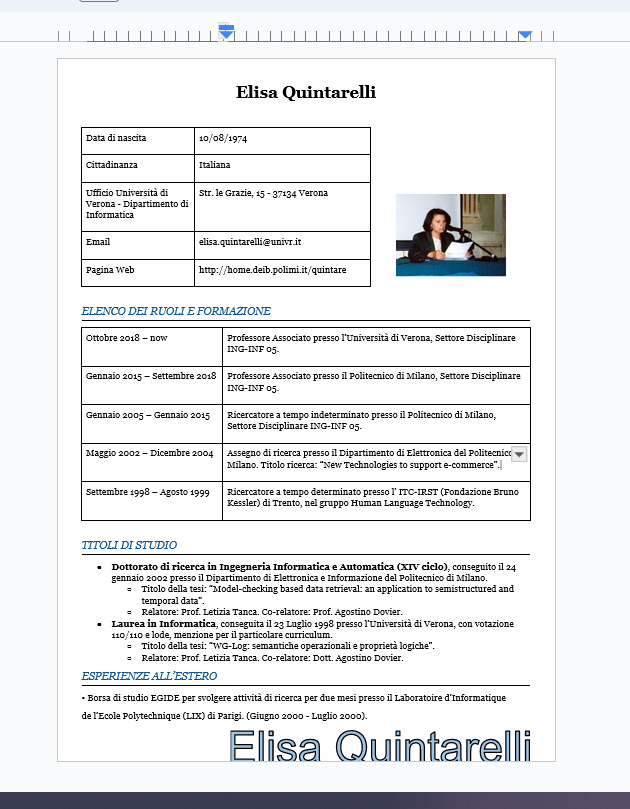 Elisa Quintarelli
Data di nascita
10/08/1974
Cittadinanza
Italiana
Ufficio Università di
Verona - Dipartimento di
Informatica
Str. le Grazie, 15 - 37134 Verona
Email
elisa.quintarelli@univr.it
Pagina Web
http://home.deib.polimi.it/quintare
ELENCO DEI RUOLI E FORMAZIONE
Ottobre 2018 – now
Professore Associato presso l'Università di Verona, Settore Disciplinare
ING-INF 05.
Gennaio 2015 – Settembre 2018
Professore Associato presso il Politecnico di Milano, Settore Disciplinare
ING-INF 05.
Gennaio 2005 – Gennaio 2015
Ricercatore a tempo indeterminato presso il Politecnico di Milano,
Settore Disciplinare ING-INF 05.
Maggio 2002 – Dicembre 2004
Assegno di ricerca presso il Dipartimento di Elettronica del Politecnico
Milano. Titolo ricerca: "New Technologies to support e-commerce".
Settembre 1998 – Agosto 1999
Ricercatore a tempo determinato presso l' ITC-IRST (Fondazione Bruno
Kessler) di Trento, nel gruppo Human Language Technology.
TITOLI DI STUDIO
• Dottorato di ricerca in Ingegneria Informatica e Automatica (XIV ciclo), conseguito il 24
gennaio 2002 presso il Dipartimento di Elettronica e Informazione del Politecnico di Milano.
○ Titolo della tesi: "Model-checking based data retrieval: an application to semistructured and
temporal data".
○ Relatore: Prof. Letizia Tanca. Co-relatore: Prof. Agostino Dovier.
• Laurea in Informatica, conseguita il 23 Luglio 1998 presso l'Università di Verona, con votazione
110/110 e lode, menzione per il particolare curriculum.
○ Titolo della tesi: "WG-Log: semantiche operazionali e proprietà logiche".
○ Relatore: Prof. Letizia Tanca. Co-relatore: Dott. Agostino Dovier.
ESPERIENZE ALL'ESTERO
• Borsa di studio EGIDE per svolgere attività di ricerca per due mesi presso il Laboratoire d'Informatique
de l'Ecole Polytechnique (LIX) di Parigi. (Giugno 2000 - Luglio 2000).
Elisa Quintarelli